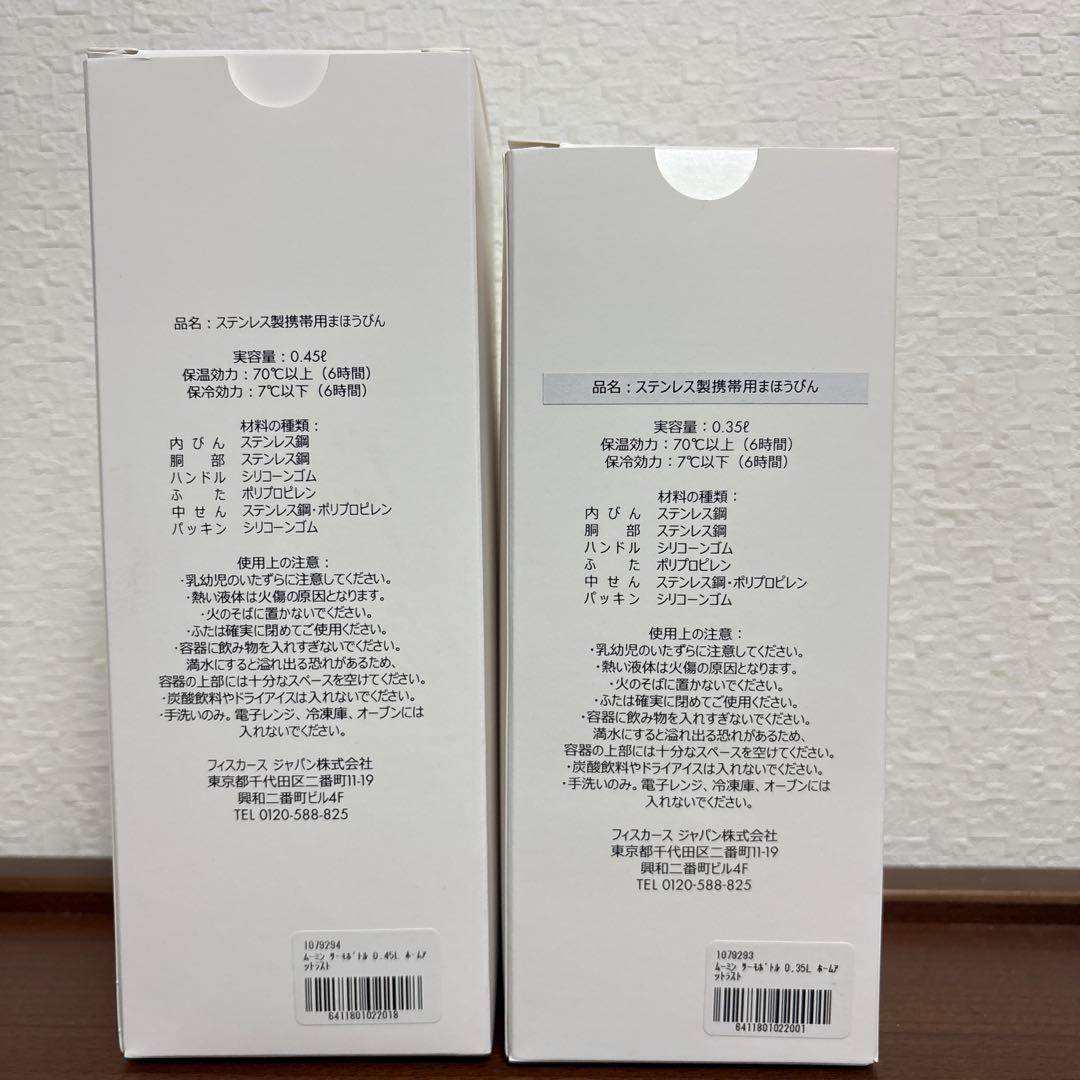 品名：ステンレス製携帯用まほうびん
実容量：0.45ℓ
保温効力：70℃以上（6時間）
保冷効力：7℃以下（6時間）
材料の種類：
内びん ステンレス鋼
胴部 ステンレス鋼
ハンドル シリコーンゴム
ふた ポリプロピレン
中せん ステンレス鋼・ポリプロピレン
パッキン シリコーンゴム
使用上の注意：
・乳幼児のいたずらに注意してください。
・熱い液体は火傷の原因となります。
・火のそばに置かないでください。
・ふたは確実に閉めてご使用ください。
・容器に飲み物を入れすぎないでください。
満水にすると溢れ出る恐れがあるため、
容器の上部には十分なスペースを空けてください。
・炭酸飲料やドライアイスは入れないでください。
・手洗いのみ。電子レンジ、冷凍庫、オーブンには
入れないでください。
フィスカース ジャパン株式会社
東京都千代田区二番町11-19
興和二番町ビル4F
TEL 0120-588-825
1079294
ムーミン サーモボトル 0.45L ホームア
ットラスト
6411801022018
品名：ステンレス製携帯用まほうびん
実容量：0.35ℓ
保温効力：70℃以上（6時間）
保冷効力：7℃以下（6時間）
材料の種類：
内びん ステンレス鋼
胴部 ステンレス鋼
ハンドル シリコーンゴム
ふた ポリプロピレン
中せん ステンレス鋼・ポリプロピレン
パッキン シリコーンゴム
使用上の注意：
・乳幼児のいたずらに注意してください。
・熱い液体は火傷の原因となります。
・火のそばに置かないでください。
・ふたは確実に閉めてご使用ください。
・容器に飲み物を入れすぎないでください。
満水にすると溢れ出る恐れがあるため、
容器の上部には十分なスペースを空けてください。
・炭酸飲料やドライアイスは入れないでください。
・手洗いのみ。電子レンジ、冷凍庫、オーブンには
入れないでください。
フィスカース ジャパン株式会社
東京都千代田区二番町11-19
興和二番町ビル4F
TEL 0120-588-825
1079293
ムーミン サーモボトル 0.35L ホームア
ットラスト
6411801022001